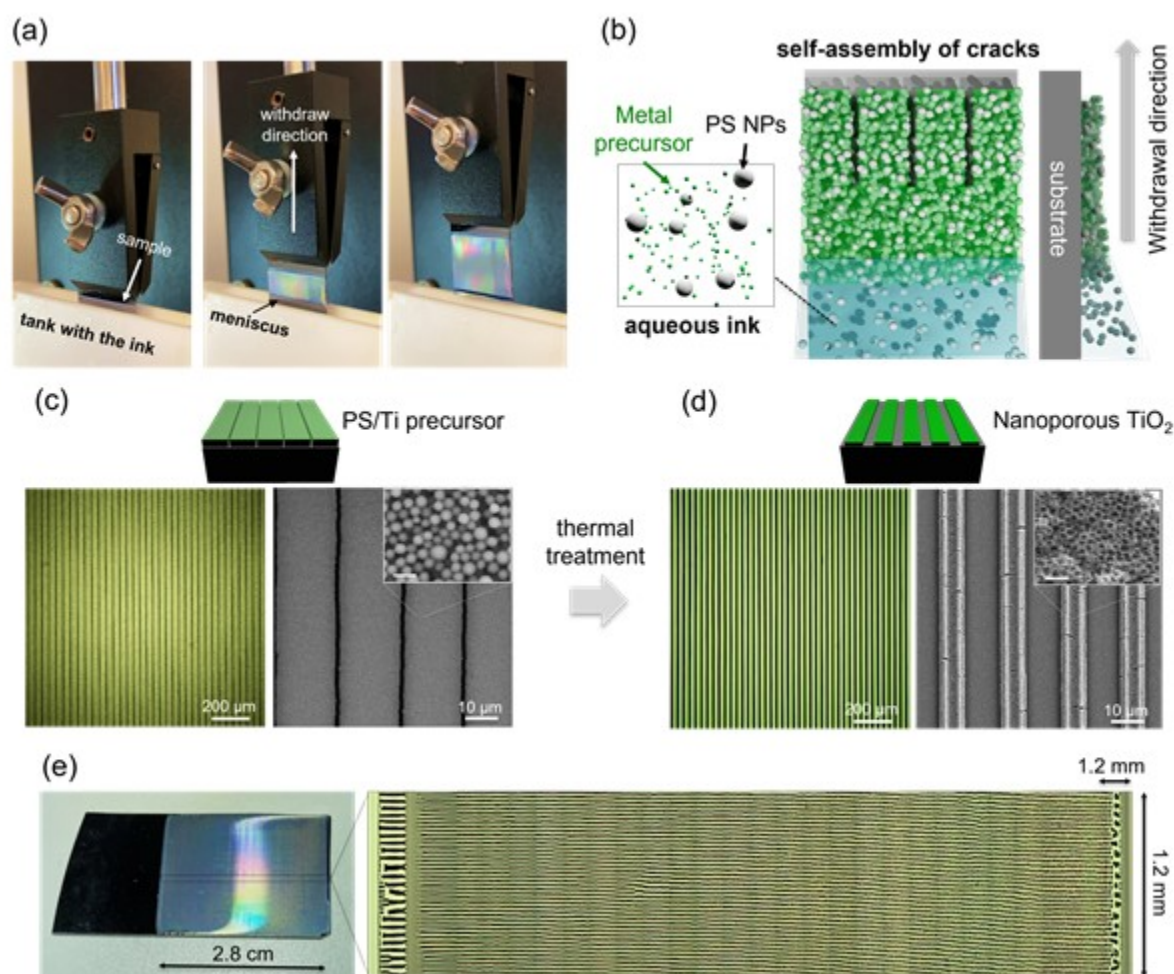 (a)
withdraw
direction
sample
tank with the ink
meniscus
(b)
self-assembly of cracks
Metal
precursor
PS NPs
aqueous ink
substrate
Withdrawal direction
(c)
PS/Ti precursor
200 µm
10 µm
thermal
treatment
(d)
Nanoporous TiO₂
200 µm
10 µm
(e)
2.8 cm
1.2 mm
1.2 mm